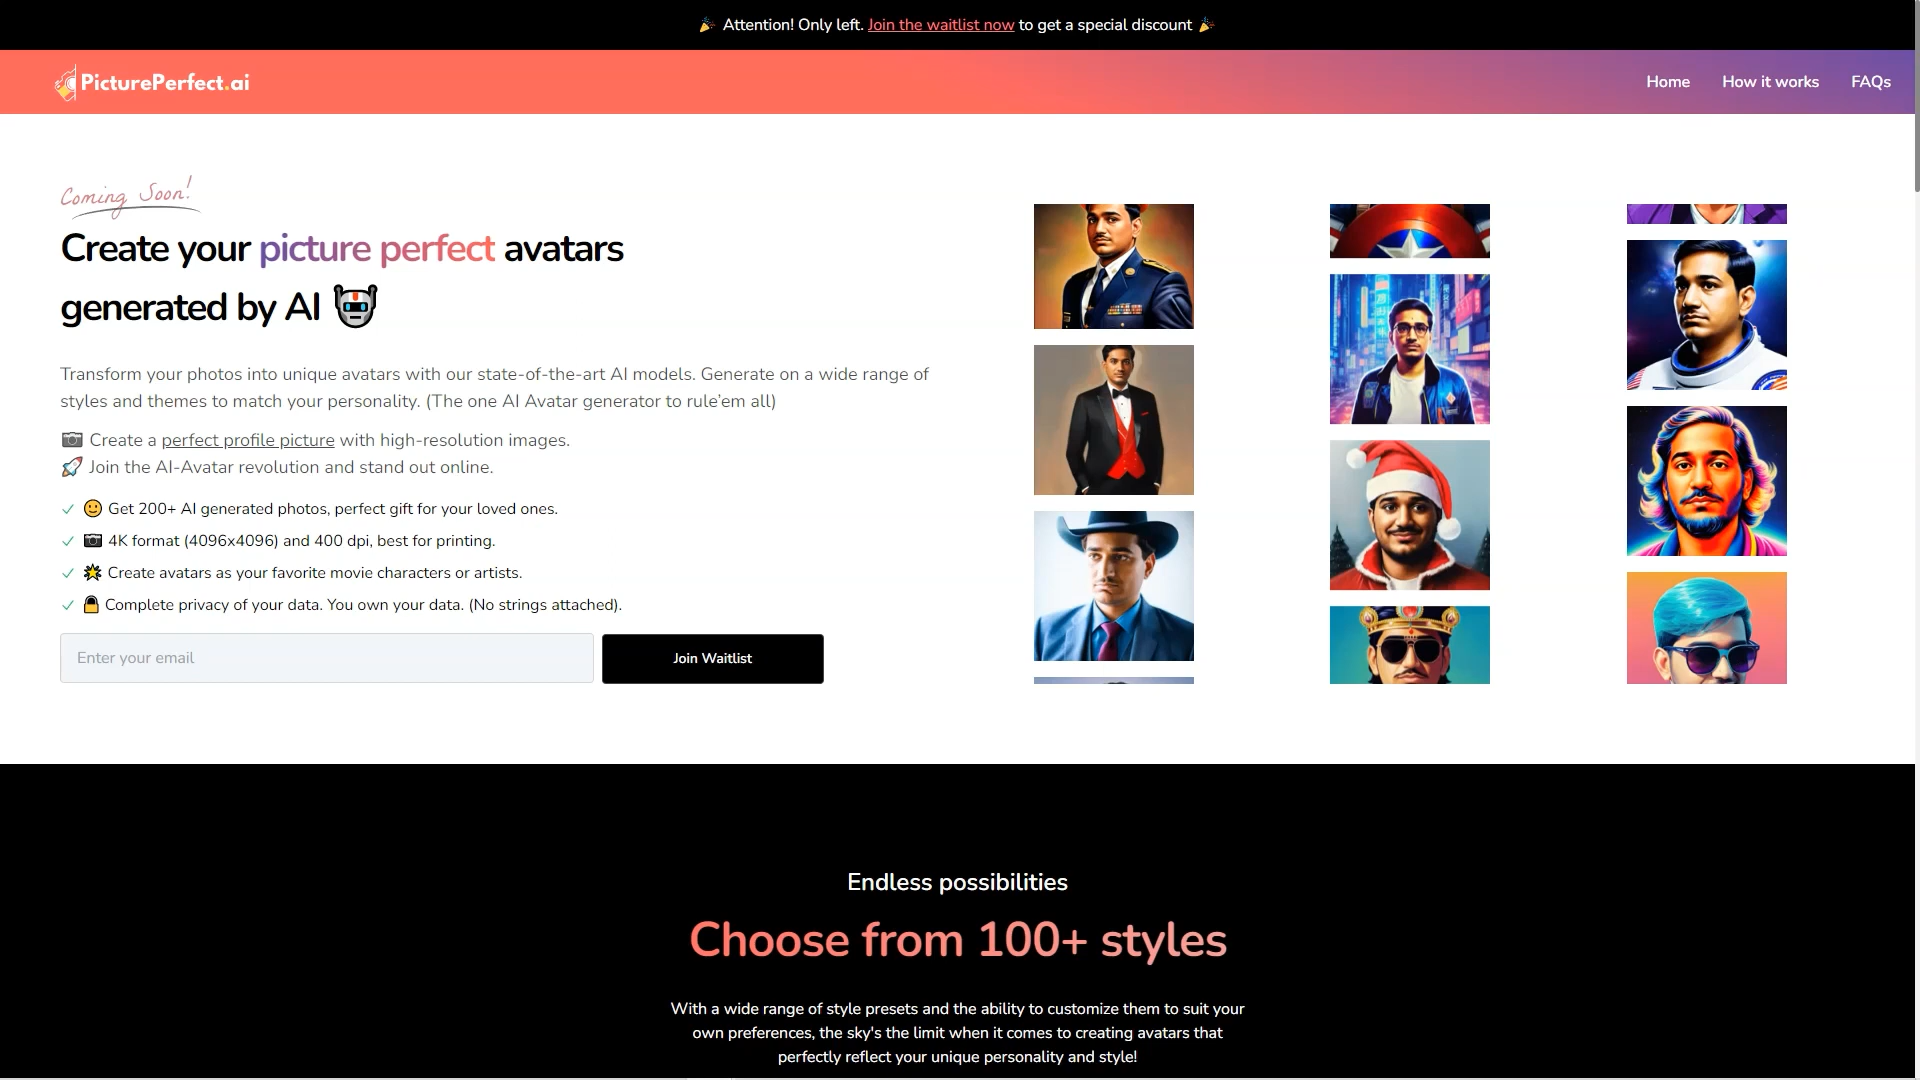 🎉 Attention! Only left. Join the waitlist now to get a special discount 🎉
PicturePerfect.ai
Home
How it works
FAQs
Coming Soon!
Create your picture perfect avatars
generated by AI 🤖
Transform your photos into unique avatars with our state-of-the-art AI models. Generate on a wide range of
styles and themes to match your personality. (The one AI Avatar generator to rule’em all)
📷 Create a perfect profile picture with high-resolution images.
🚀 Join the AI-Avatar revolution and stand out online.
✓ 🙂 Get 200+ AI generated photos, perfect gift for your loved ones.
✓ 📷 4K format (4096x4096) and 400 dpi, best for printing.
✓ 🌟 Create avatars as your favorite movie characters or artists.
✓ 🔒 Complete privacy of your data. You own your data. (No strings attached).
Enter your email
Join Waitlist
Endless possibilities
Choose from 100+ styles
With a wide range of style presets and the ability to customize them to suit your
own preferences, the sky's the limit when it comes to creating avatars that
perfectly reflect your unique personality and style!